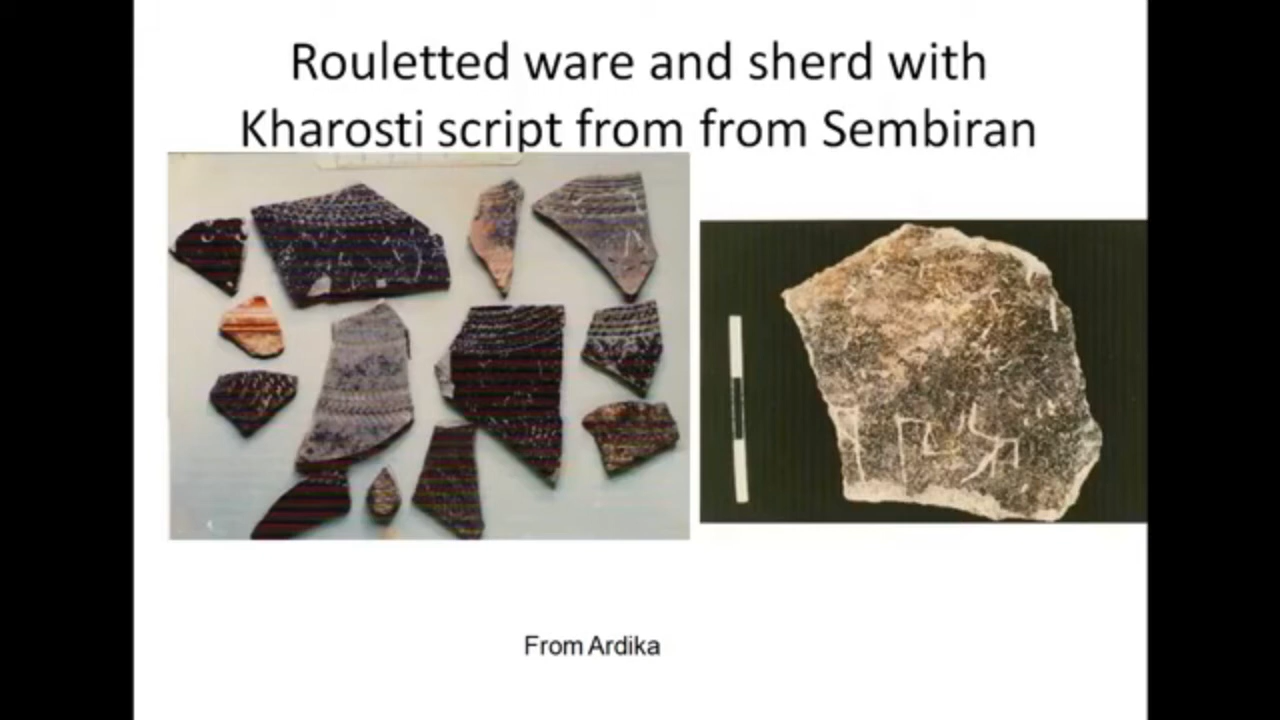 Rouletted ware and sherd with
Kharosti script from from Sembiran
From Ardika